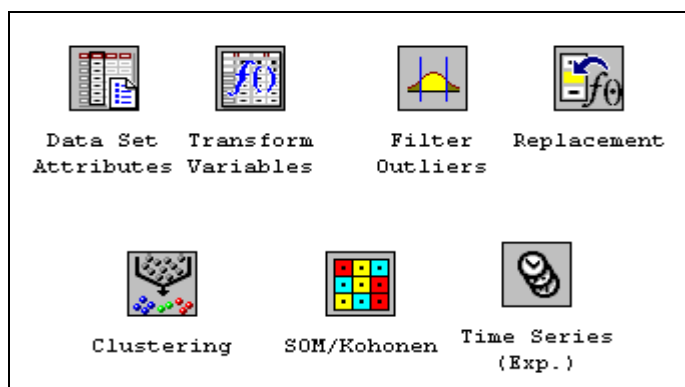 f()
f()
Data Set Transform Filter Replacement
Attributes Variables Outliers
Clustering SOM/Kohonen Time Series
(Exp.)